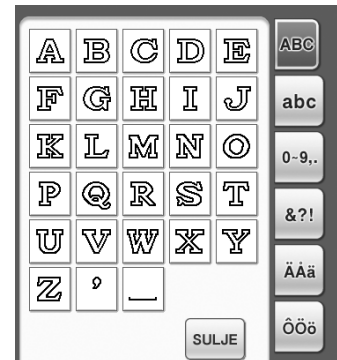 A B C D E ABC
F G H I J abc
K L M N O 0~9,.
P Q R S T &?!
U V W X Y ÄÅä
Z ’ _ ÔÖö
SULJE